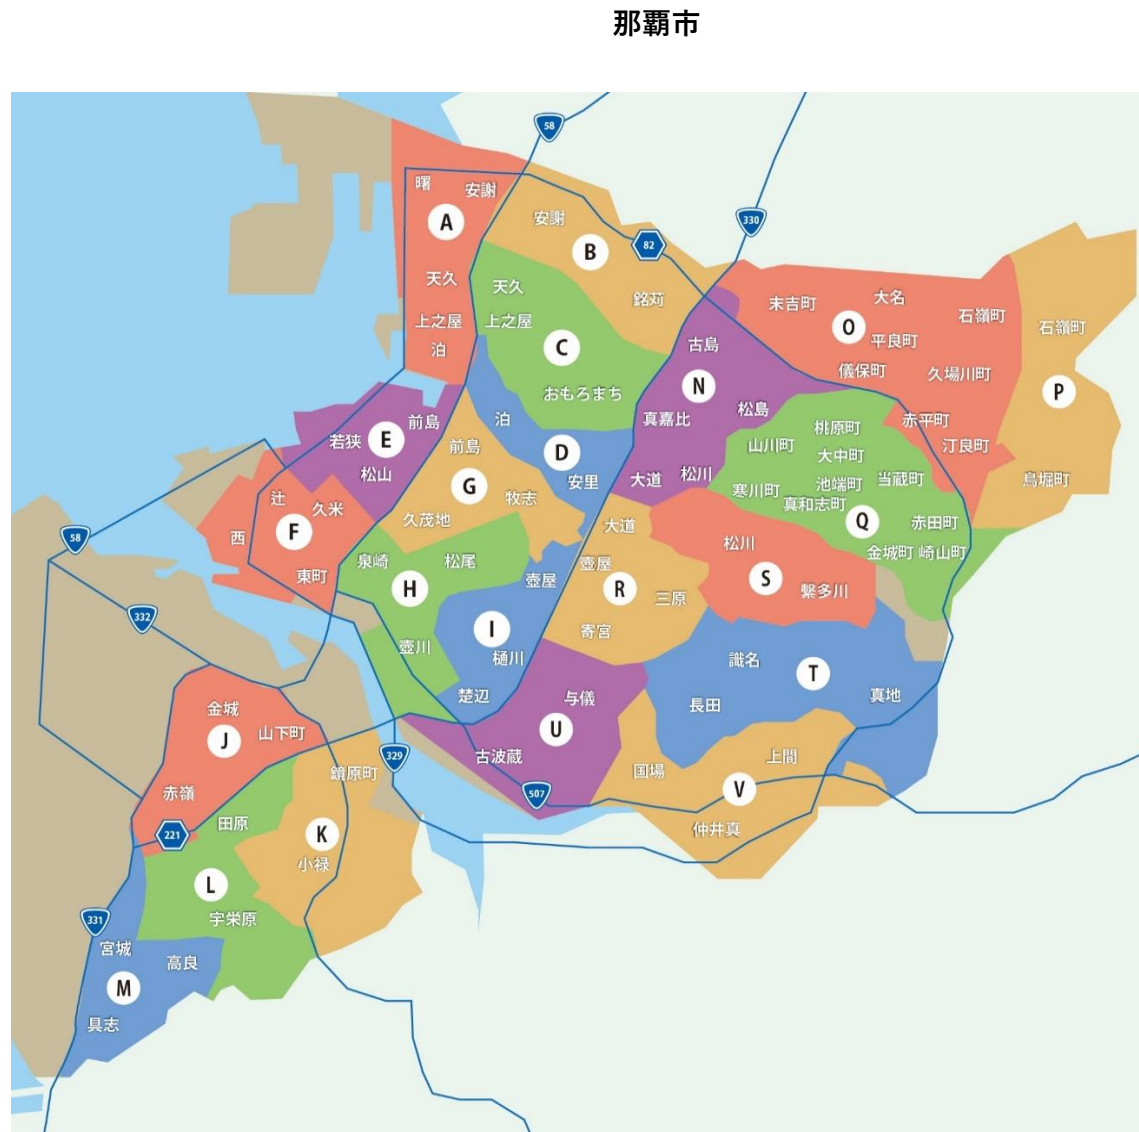 那覇市
58
曙
安謝
A
天久
上之屋
泊
安謝
B
82
330
銘苅
天久
上之屋
C
おもろまち
末吉町
大名
石嶺町
O
平良町
儀保町
久場川町
赤平町
汀良町
石嶺町
P
鳥堀町
古島
N
真嘉比
松島
大道
松川
前島
若狭
E
松山
泊
D
安里
前島
G
牧志
久茂地
山川町
桃原町
大中町
池端町
当蔵町
寒川町
真和志町
Q
赤田町
金城町
崎山町
辻
久米
西
F
東町
58
泉崎
松尾
H
壺川
壺屋
I
樋川
楚辺
大道
壺屋
R
三原
寄宮
松川
S
繋多川
332
識名
T
長田
真地
与儀
U
古波蔵
金城
J
山下町
赤嶺
329
507
国場
上間
V
仲井真
鏡原町
K
小禄
221
田原
L
宇栄原
331
宮城
高良
M
具志